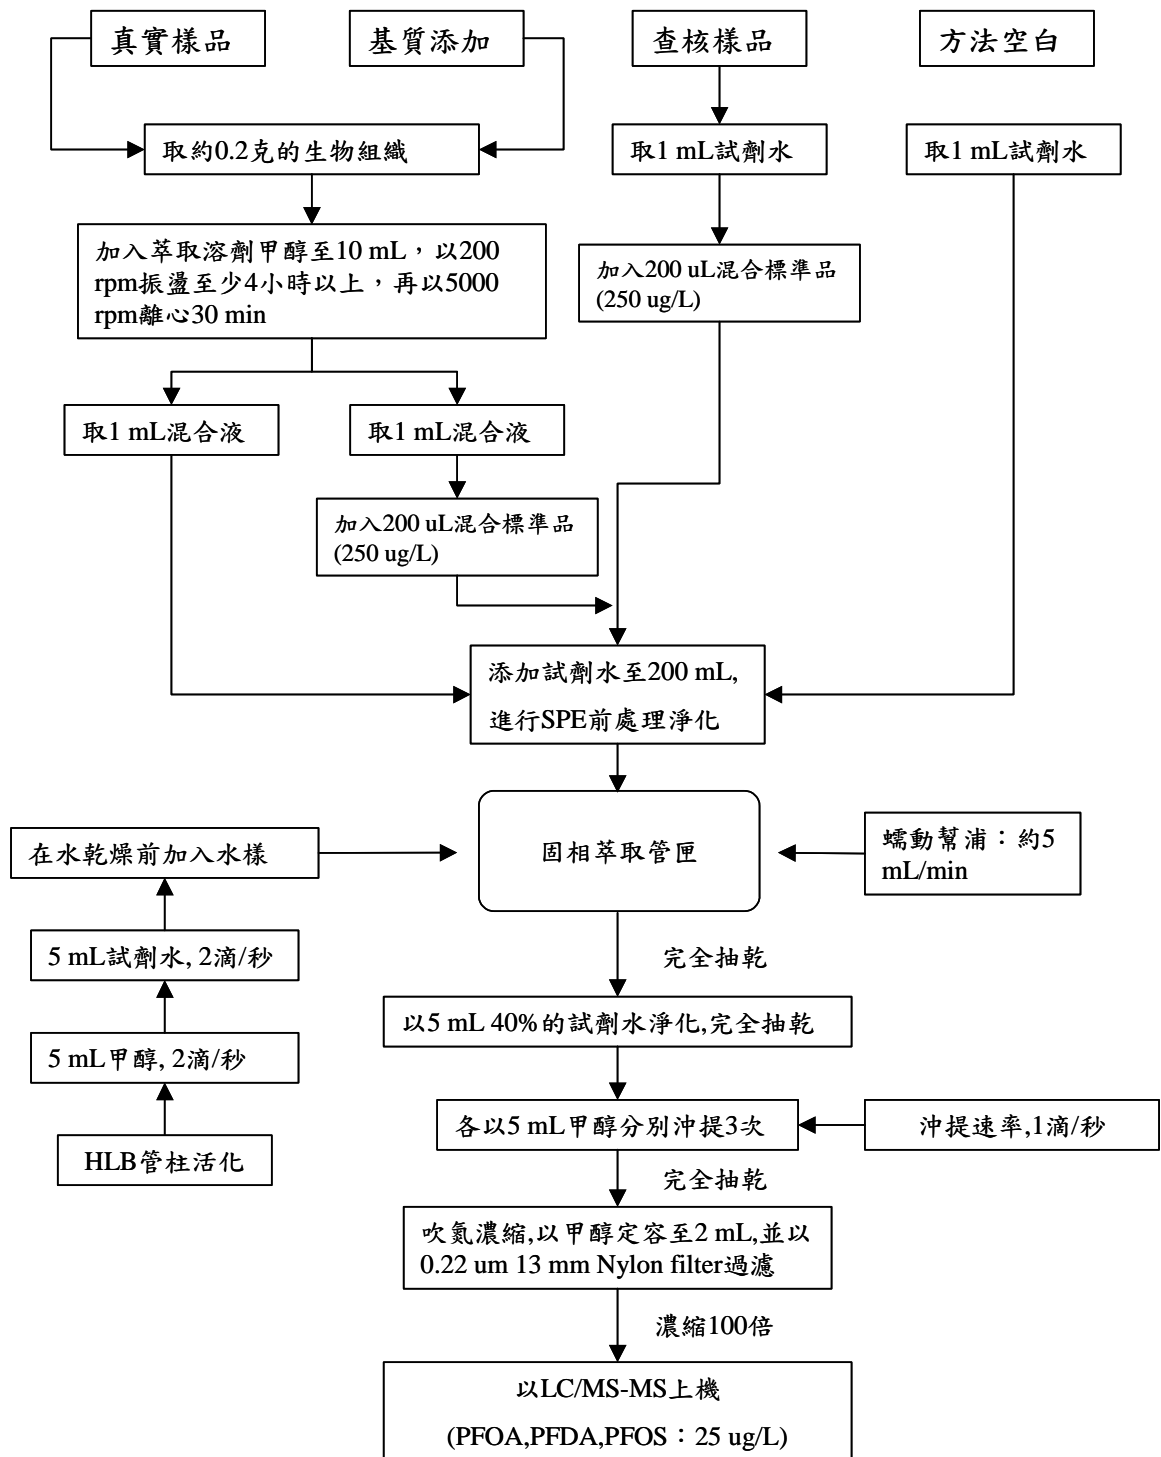 真實樣品
基質添加
查核樣品
方法空白
取約0.2克的生物組織
取1 mL試劑水
取1 mL試劑水
加入萃取溶劑甲醇至10 mL，以200
rpm振盪至少4小時以上，再以5000
rpm離心30 min
加入200 uL混合標準品
(250 ug/L)
取1 mL混合液
取1 mL混合液
加入200 uL混合標準品
(250 ug/L)
添加試劑水至200 mL,
進行SPE前處理淨化
在水乾燥前加入水樣
固相萃取管匣
蠕動幫浦：約5
mL/min
5 mL試劑水, 2滴/秒
完全抽乾
以5 mL 40%的試劑水淨化,完全抽乾
5 mL甲醇, 2滴/秒
各以5 mL甲醇分別沖提3次
沖提速率,1滴/秒
HLB管柱活化
完全抽乾
吹氮濃縮,以甲醇定容至2 mL,並以
0.22 um 13 mm Nylon filter過濾
濃縮100倍
以LC/MS-MS上機
(PFOA,PFDA,PFOS：25 ug/L)